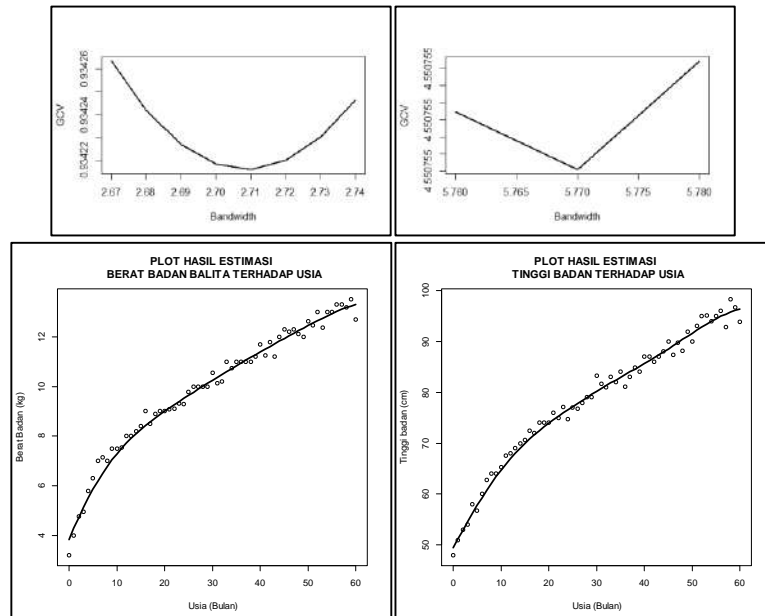 GCV
0.93422
0.93424
0.93426
2.67 2.68 2.69 2.70 2.71 2.72 2.73 2.74
Bandwidth
GCV
4.550755
4.550755
4.550755
5.760 5.765 5.770 5.775 5.780
Bandwidth
PLOT HASIL ESTIMASI
BERAT BADAN BALITA TERHADAP USIA
Berat Badan (kg)
4 6 8 10 12
0 10 20 30 40 50 60
Usia (Bulan)
PLOT HASIL ESTIMASI
TINGGI BADAN TERHADAP USIA
Tinggi badan (cm)
50 60 70 80 90 100
0 10 20 30 40 50 60
Usia (Bulan)